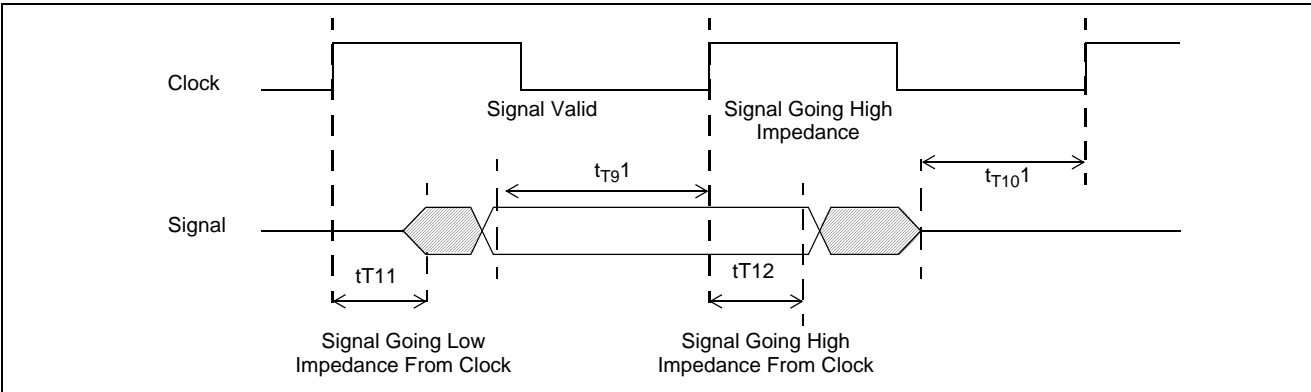 Clock
Signal Valid
Signal Going High
Impedance
tT91
tT101
Signal
tT11
tT12
Signal Going Low
Impedance From Clock
Signal Going High
Impedance From Clock